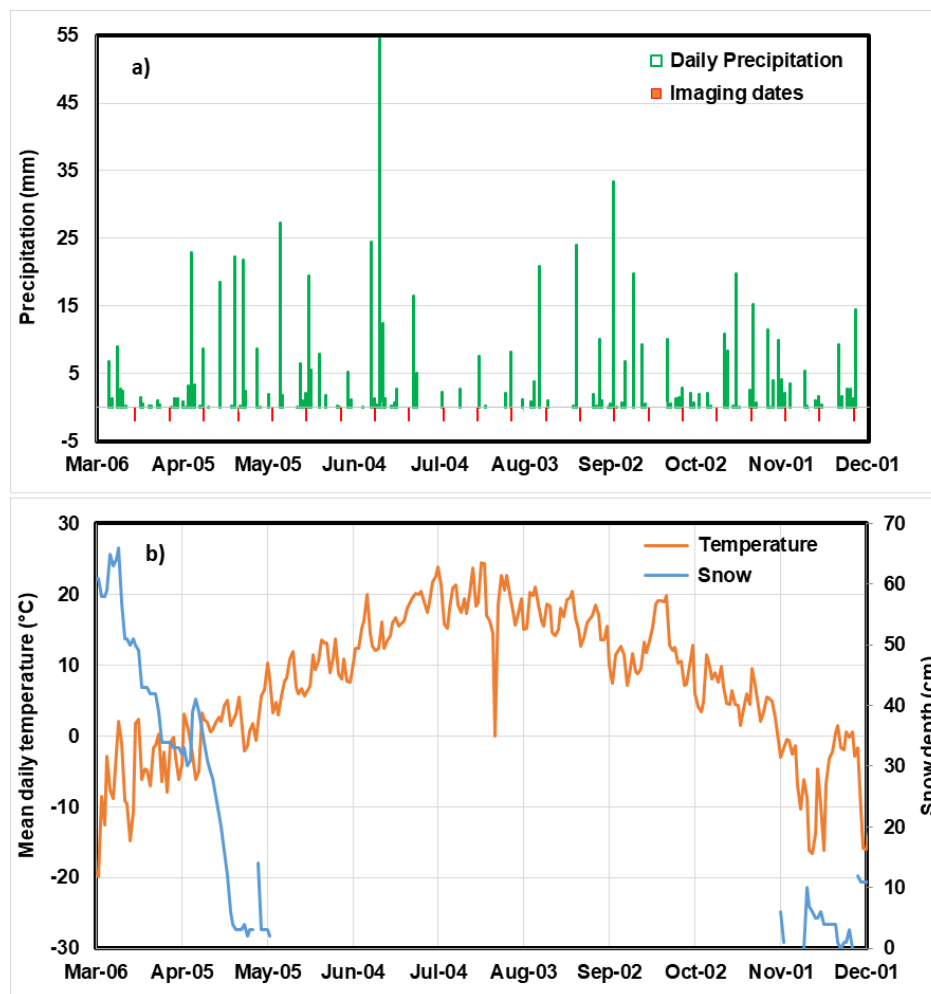 a)
Daily Precipitation
Imaging dates
Precipitation (mm)
55
45
35
25
15
5
-5
Mar-06 Apr-05 May-05 Jun-04 Jul-04 Aug-03 Sep-02 Oct-02 Nov-01 Dec-01
b)
Temperature
Snow
Mean daily temperature (°C)
30
20
10
0
-10
-20
-30
70
60
50
40
30
20
10
0
Snow depth (cm)
Mar-06 Apr-05 May-05 Jun-04 Jul-04 Aug-03 Sep-02 Oct-02 Nov-01 Dec-01